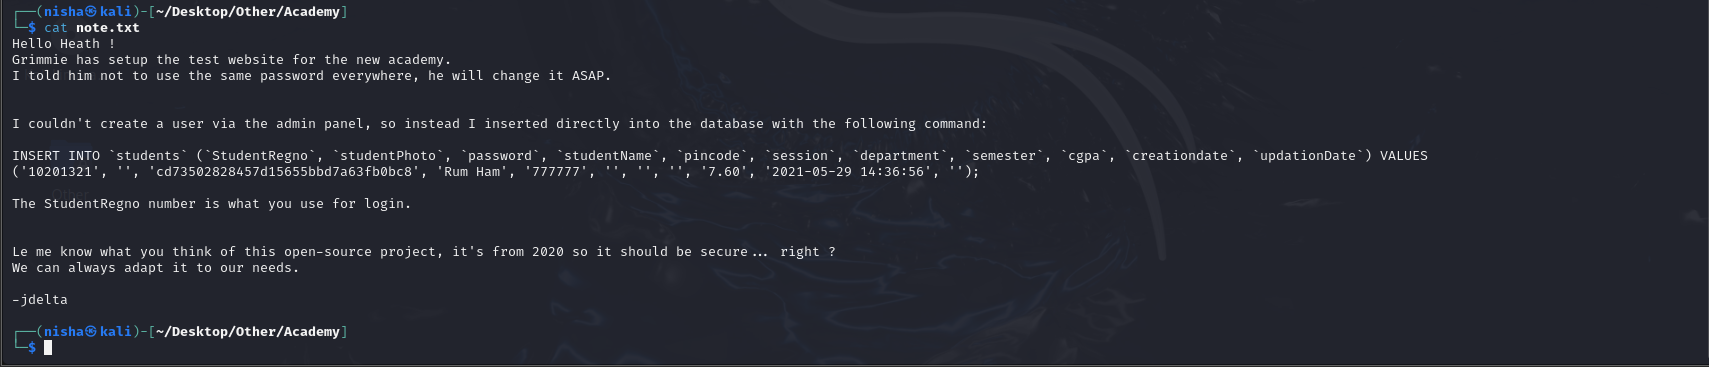 ┌──(nisha㉿kali)-[~/Desktop/Other/Academy]
└─$ cat note.txt
Hello Heath !
Grimmie has setup the test website for the new academy.
I told him not to use the same password everywhere, he will change it ASAP.
I couldn't create a user via the admin panel, so instead I inserted directly into the database with the following command:
INSERT INTO `students` (`StudentRegno`, `studentPhoto`, `password`, `studentName`, `pincode`, `session`, `department`, `semester`, `cgpa`, `creationdate`, `updationDate`) VALUES
('10201321', '', 'cd73502828457d15655bbd7a63fb0bc8', 'Rum Ham', '777777', '', '', '', '7.60', '2021-05-29 14:36:56', '');
The StudentRegno number is what you use for login.
Le me know what you think of this open-source project, it's from 2020 so it should be secure... right ?
We can always adapt it to our needs.
-jdelta
┌──(nisha㉿kali)-[~/Desktop/Other/Academy]
└─$